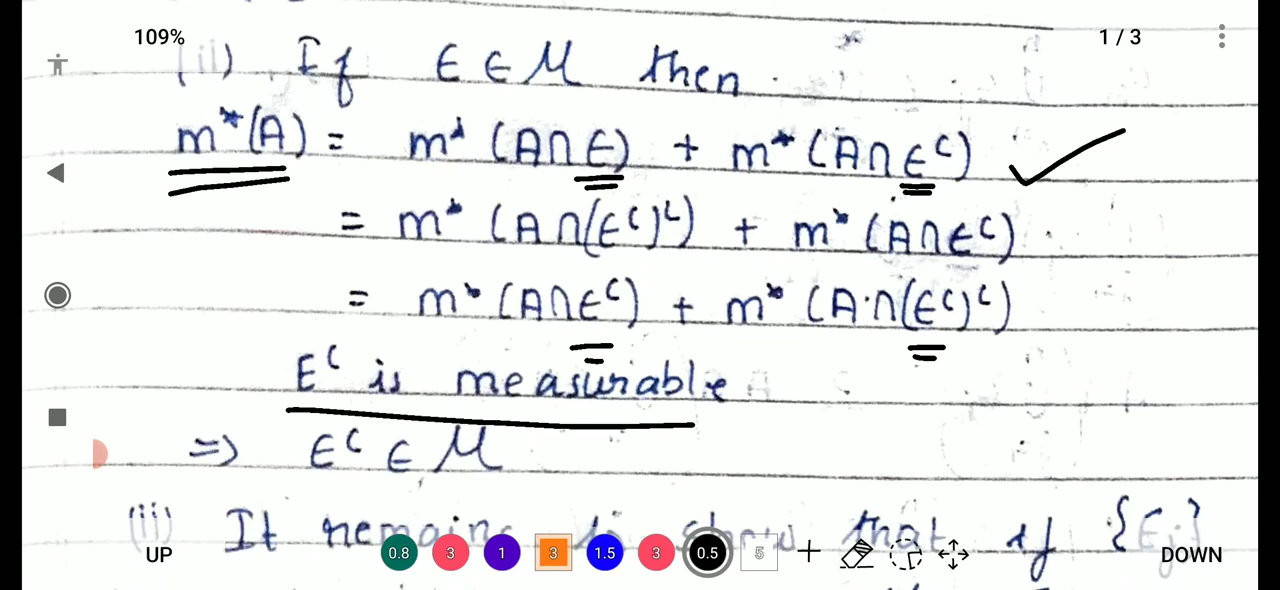 109% 1 / 3
(ii) If E ∈ M then
m*(A) = m*(A∩E) + m*(A∩E^c)
= m*(A∩(E^c)^c) + m*(A∩E^c)
= m*(A∩E^c) + m*(A∩(E^c)^c)
E^c is measurable
⇒ E^c ∈ M
(iii) It remains to show that if {Ej}
UP 0.8 3 1 3 1.5 3 0.5 5 DOWN